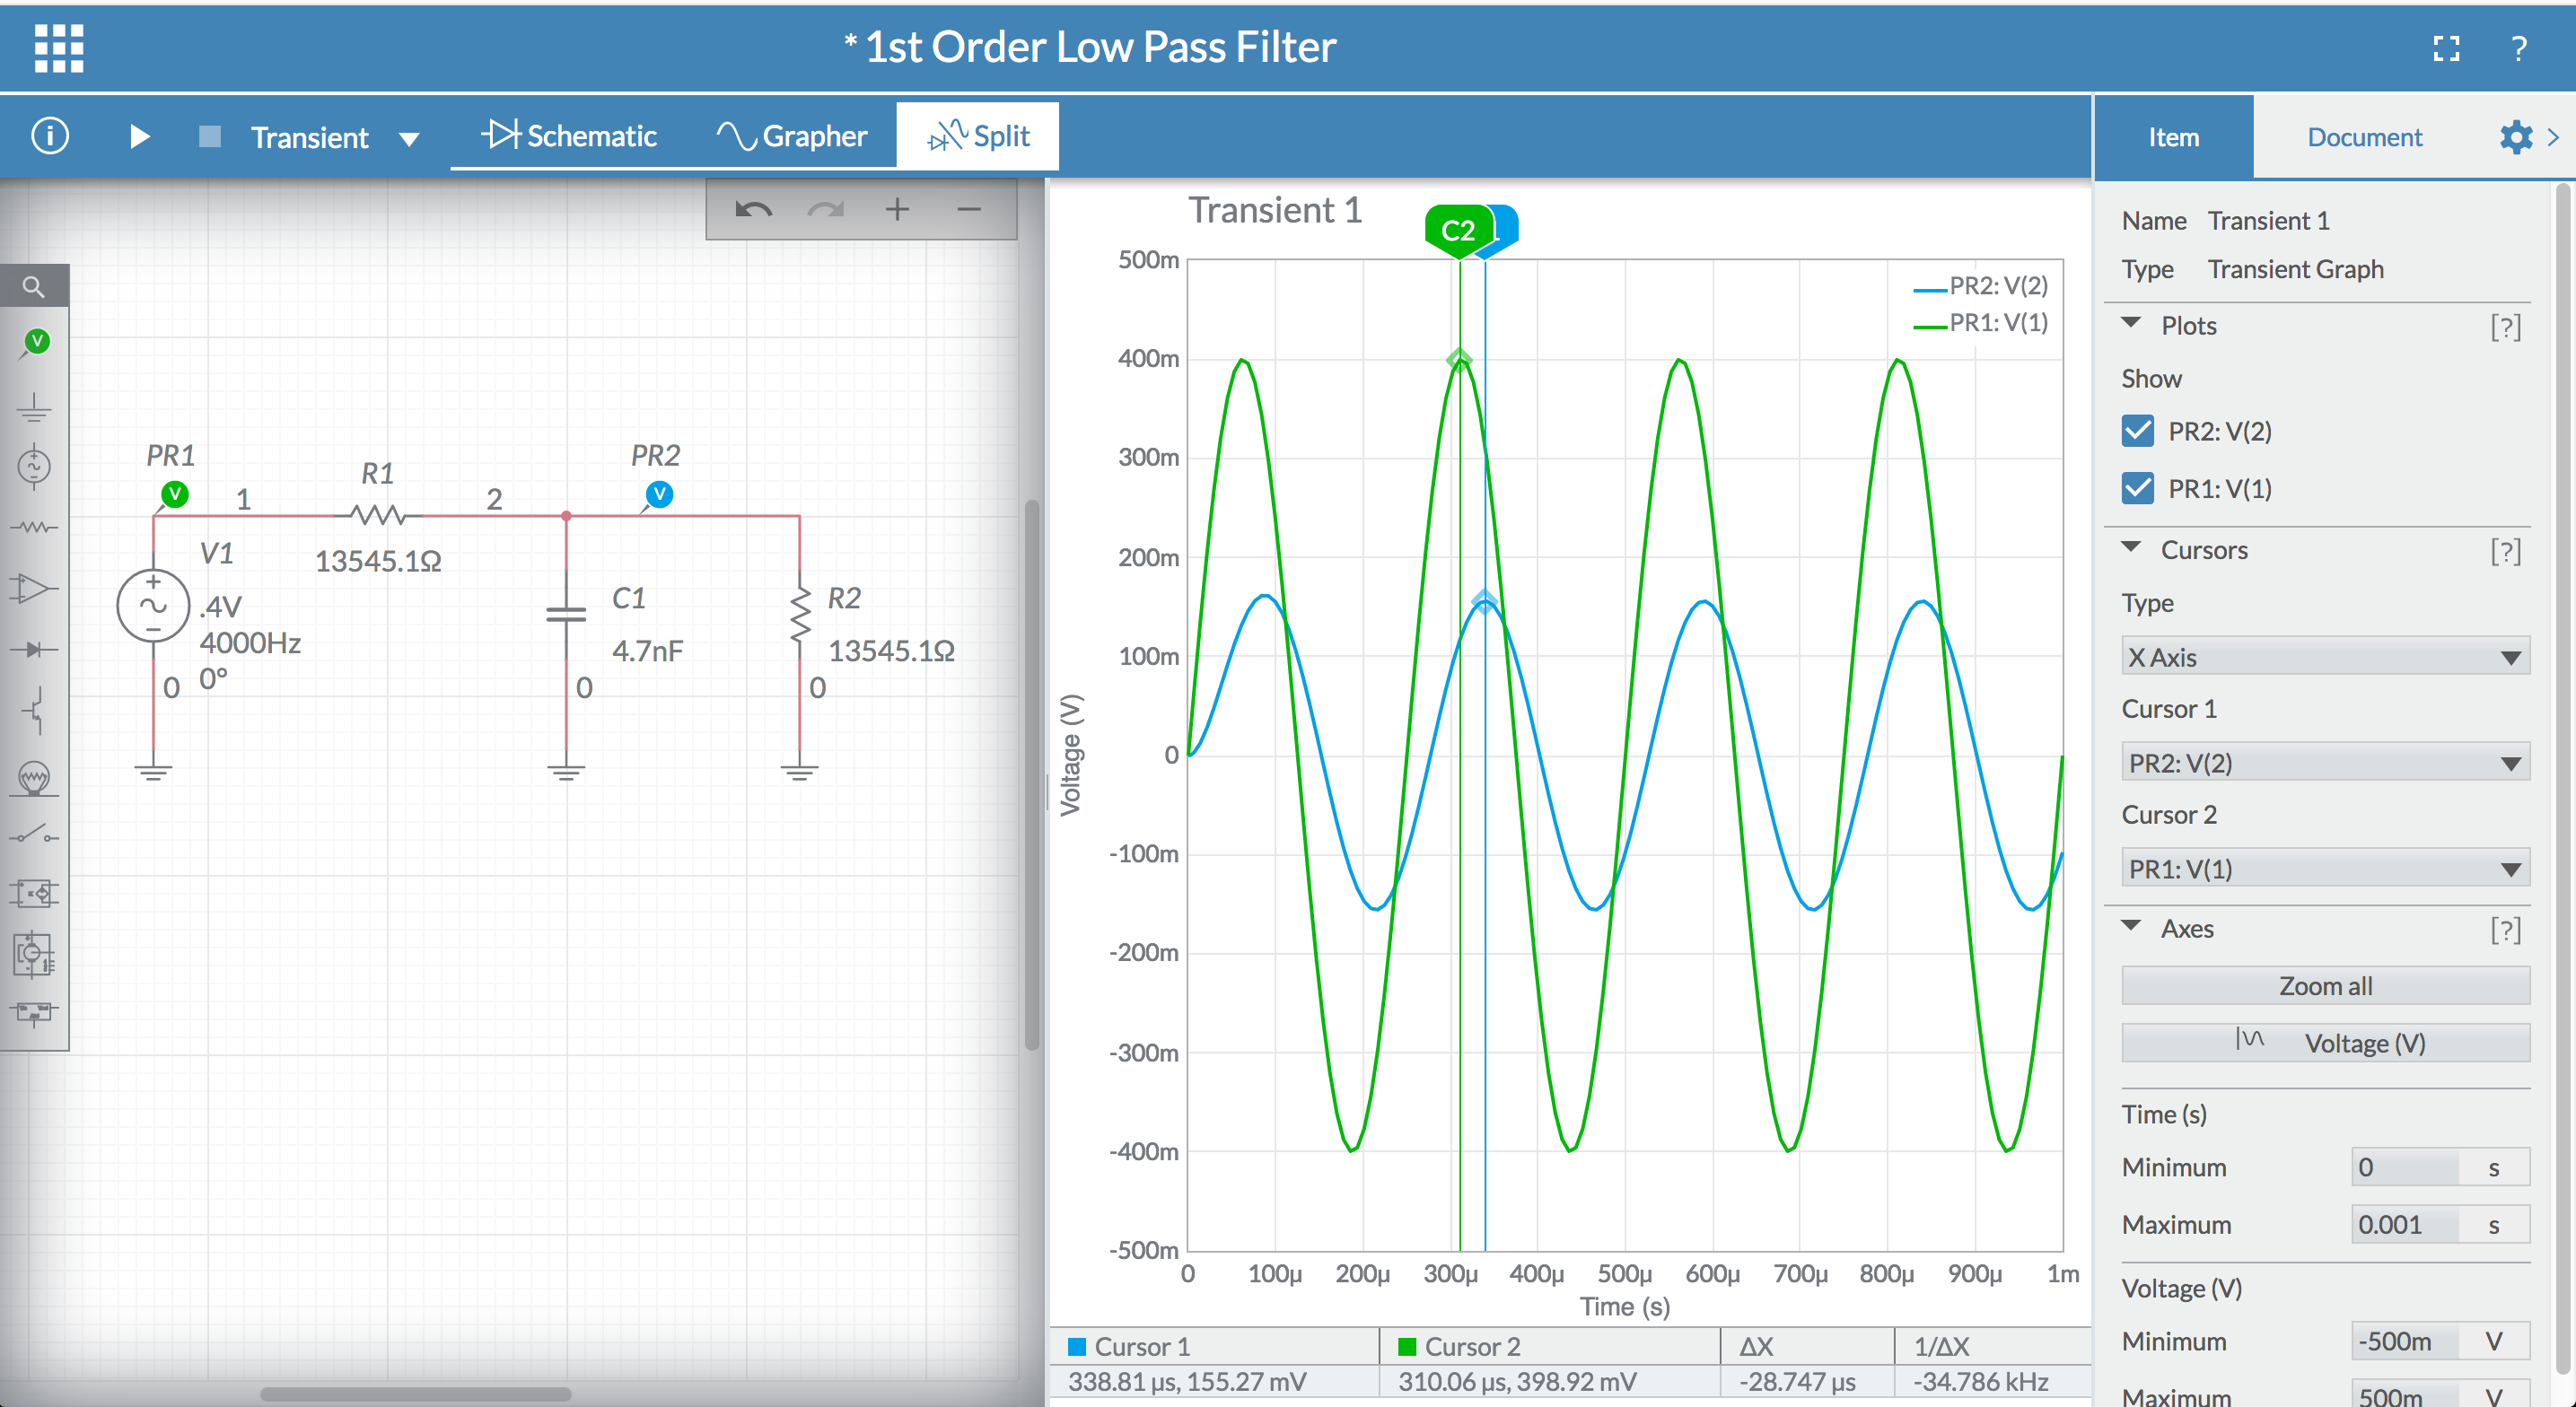 * 1st Order Low Pass Filter
?
i
Transient
Schematic
Grapher
Split
Item
Document
PR1
PR2
V
V
V
R1
1
2
13545.1Ω
V1
.4V
4000Hz
0°
0
C1
4.7nF
0
R2
13545.1Ω
0
Transient 1
C2
PR2: V(2)
PR1: V(1)
500m
400m
300m
200m
100m
0
-100m
-200m
-300m
-400m
-500m
Voltage (V)
0 100µ 200µ 300µ 400µ 500µ 600µ 700µ 800µ 900µ 1m
Time (s)
Cursor 1 Cursor 2 ΔX 1/ΔX
338.81 µs, 155.27 mV 310.06 µs, 398.92 mV -28.747 µs -34.786 kHz
Name Transient 1
Type Transient Graph
Plots [?]
Show
PR2: V(2)
PR1: V(1)
Cursors [?]
Type
X Axis
Cursor 1
PR2: V(2)
Cursor 2
PR1: V(1)
Axes [?]
Zoom all
Voltage (V)
Time (s)
Minimum 0 s
Maximum 0.001 s
Voltage (V)
Minimum -500m V
Maximum 500m V